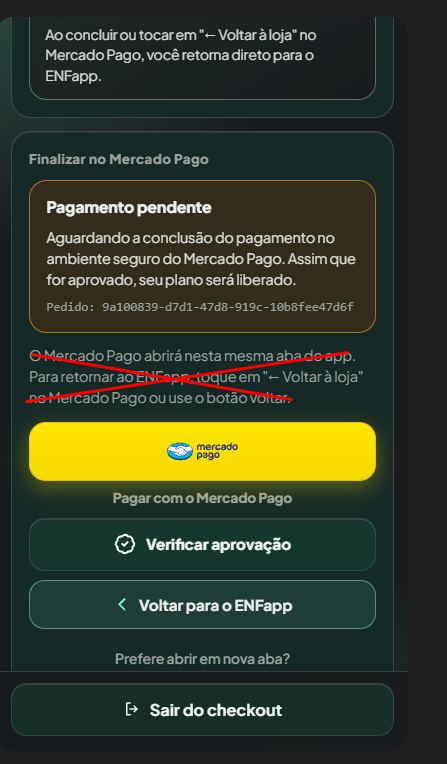 Ao concluir ou tocar em "← Voltar à loja" no
Mercado Pago, você retorna direto para o
ENFapp.
Finalizar no Mercado Pago
Pagamento pendente
Aguardando a conclusão do pagamento no
ambiente seguro do Mercado Pago. Assim que
for aprovado, seu plano será liberado.
Pedido: 9a100839-d7d1-47d8-919c-10b8fee47d6f
O Mercado Pago abrirá nesta mesma aba do app.
Para retornar ao ENFapp, toque em "← Voltar à loja"
no Mercado Pago ou use o botão voltar.
mercado
pago
Pagar com o Mercado Pago
Verificar aprovação
Voltar para o ENFapp
Prefere abrir em nova aba?
Sair do checkout